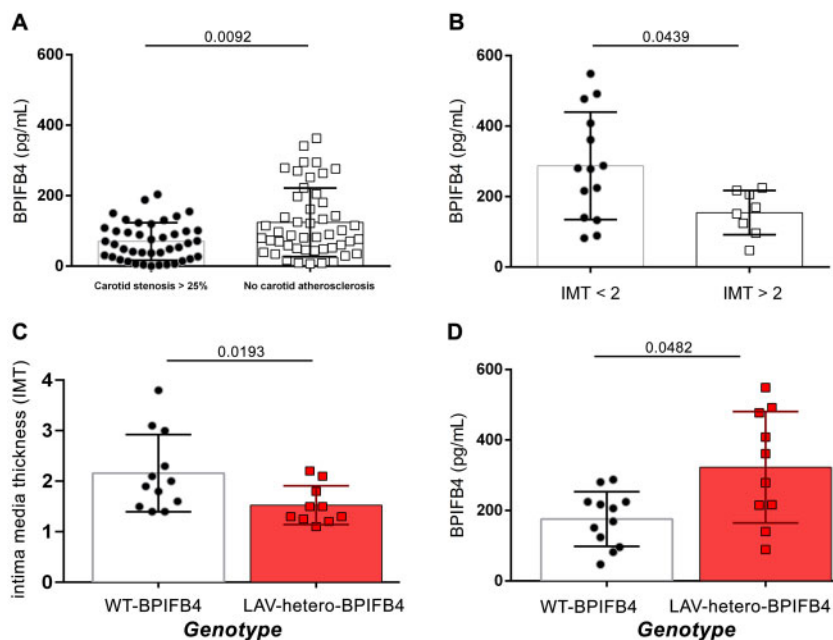 A
0.0092
BPIFB4 (pg/mL)
600
400
200
0
Carotid stenosis > 25%
No carotid atherosclerosis
B
0.0439
BPIFB4 (pg/mL)
600
400
200
0
IMT < 2
IMT > 2
C
0.0193
intima media thickness (IMT)
4
3
2
1
0
WT-BPIFB4
LAV-hetero-BPIFB4
Genotype
D
0.0482
BPIFB4 (pg/mL)
600
400
200
0
WT-BPIFB4
LAV-hetero-BPIFB4
Genotype